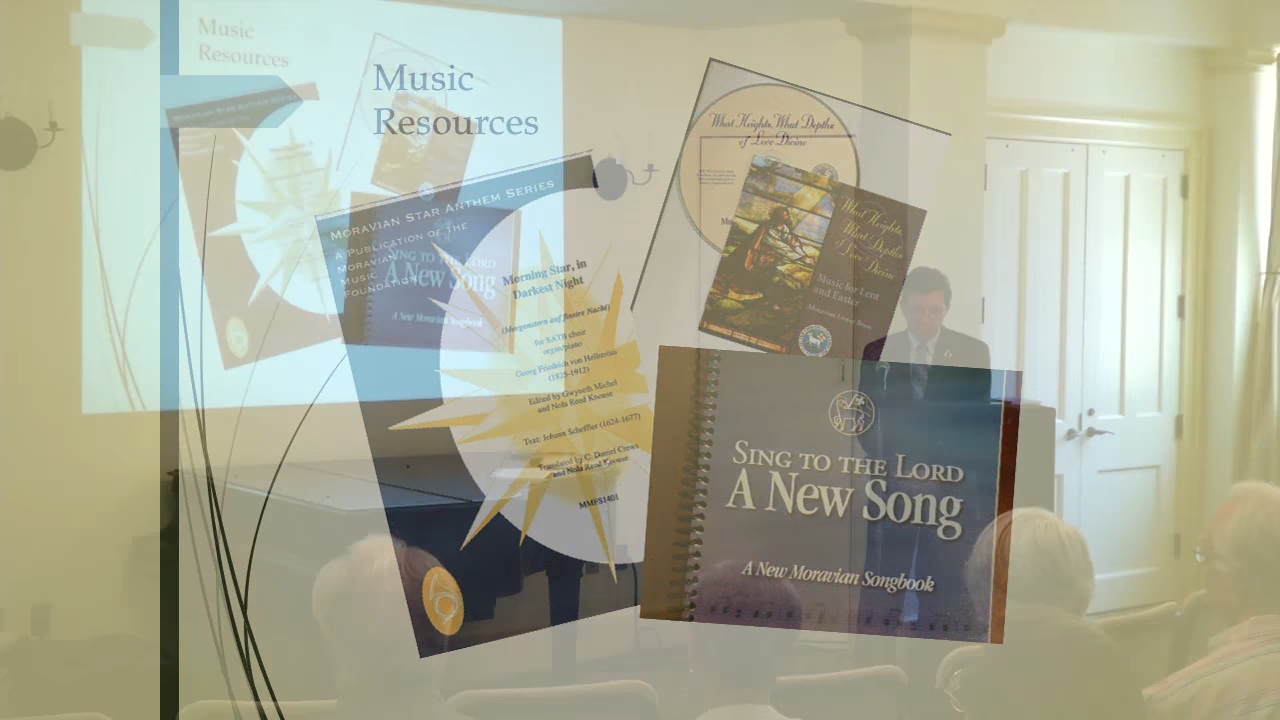 Music
Resources
Music
Resources
MORAVIAN STAR ANTHEM SERIES
A PUBLICATION OF THE
MORAVIAN
MUSIC
FOUNDATION
Morning Star, in
Darkest Night
(Morgenstern auf finstre Nacht)
for SATB choir
organ/piano
Georg Friedrich von Hellström
(1825-1912)
Edited by Gwyneth Michel
and Nola Reed Knouse
Text: Johann Scheffler (1624-1677)
Translated by C. Daniel Crews
and Nola Reed Knouse
MMFS1401
What Heights, What Depths
of Love Divine
What Heights,
What Depths
of Love Divine
Music for Lent
and Easter
SING TO THE LORD
A NEW SONG
A New Moravian Songbook
SING TO THE LORD
A NEW SONG
A New Moravian Songbook